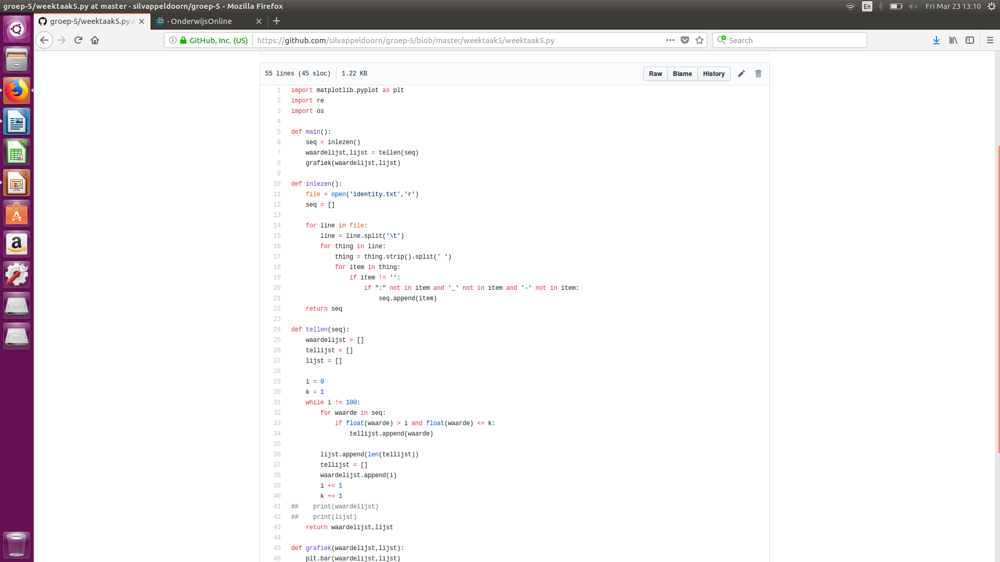 groep-5/weektaak5.py at master · silvappeldoorn/groep-5 - Mozilla Firefox
En
Fri Mar 23 13:10
groep-5/weektaak5.py a
- OnderwijsOnline
GitHub, Inc. (US)
https://github.com/silvappeldoorn/groep-5/blob/master/weektaak5/weektaak5.py
Search
55 lines (45 sloc)
1.22 KB
Raw
Blame
History
1 import matplotlib.pyplot as plt
2 import re
3 import os
4
5 def main():
6     seq = inlezen()
7     waardelijst,lijst = tellen(seq)
8     grafiek(waardelijst,lijst)
9
10 def inlezen():
11     file = open('identity.txt','r')
12     seq = []
13
14     for line in file:
15         line = line.split('\t')
16         for thing in line:
17             thing = thing.strip().split(' ')
18             for item in thing:
19                 if item != '':
20                     if ":" not in item and '_' not in item and '-' not in item:
21                         seq.append(item)
22     return seq
23
24 def tellen(seq):
25     waardelijst = []
26     tellijst = []
27     lijst = []
28
29     i = 0
30     k = 1
31     while i != 100:
32         for waarde in seq:
33             if float(waarde) > i and float(waarde) <= k:
34                 tellijst.append(waarde)
35
36         lijst.append(len(tellijst))
37         tellijst = []
38         waardelijst.append(i)
39         i += 1
40         k += 1
41 ##    print(waardelijst)
42 ##    print(lijst)
43     return waardelijst,lijst
44
45 def grafiek(waardelijst,lijst):
46     plt.bar(waardelijst,lijst)